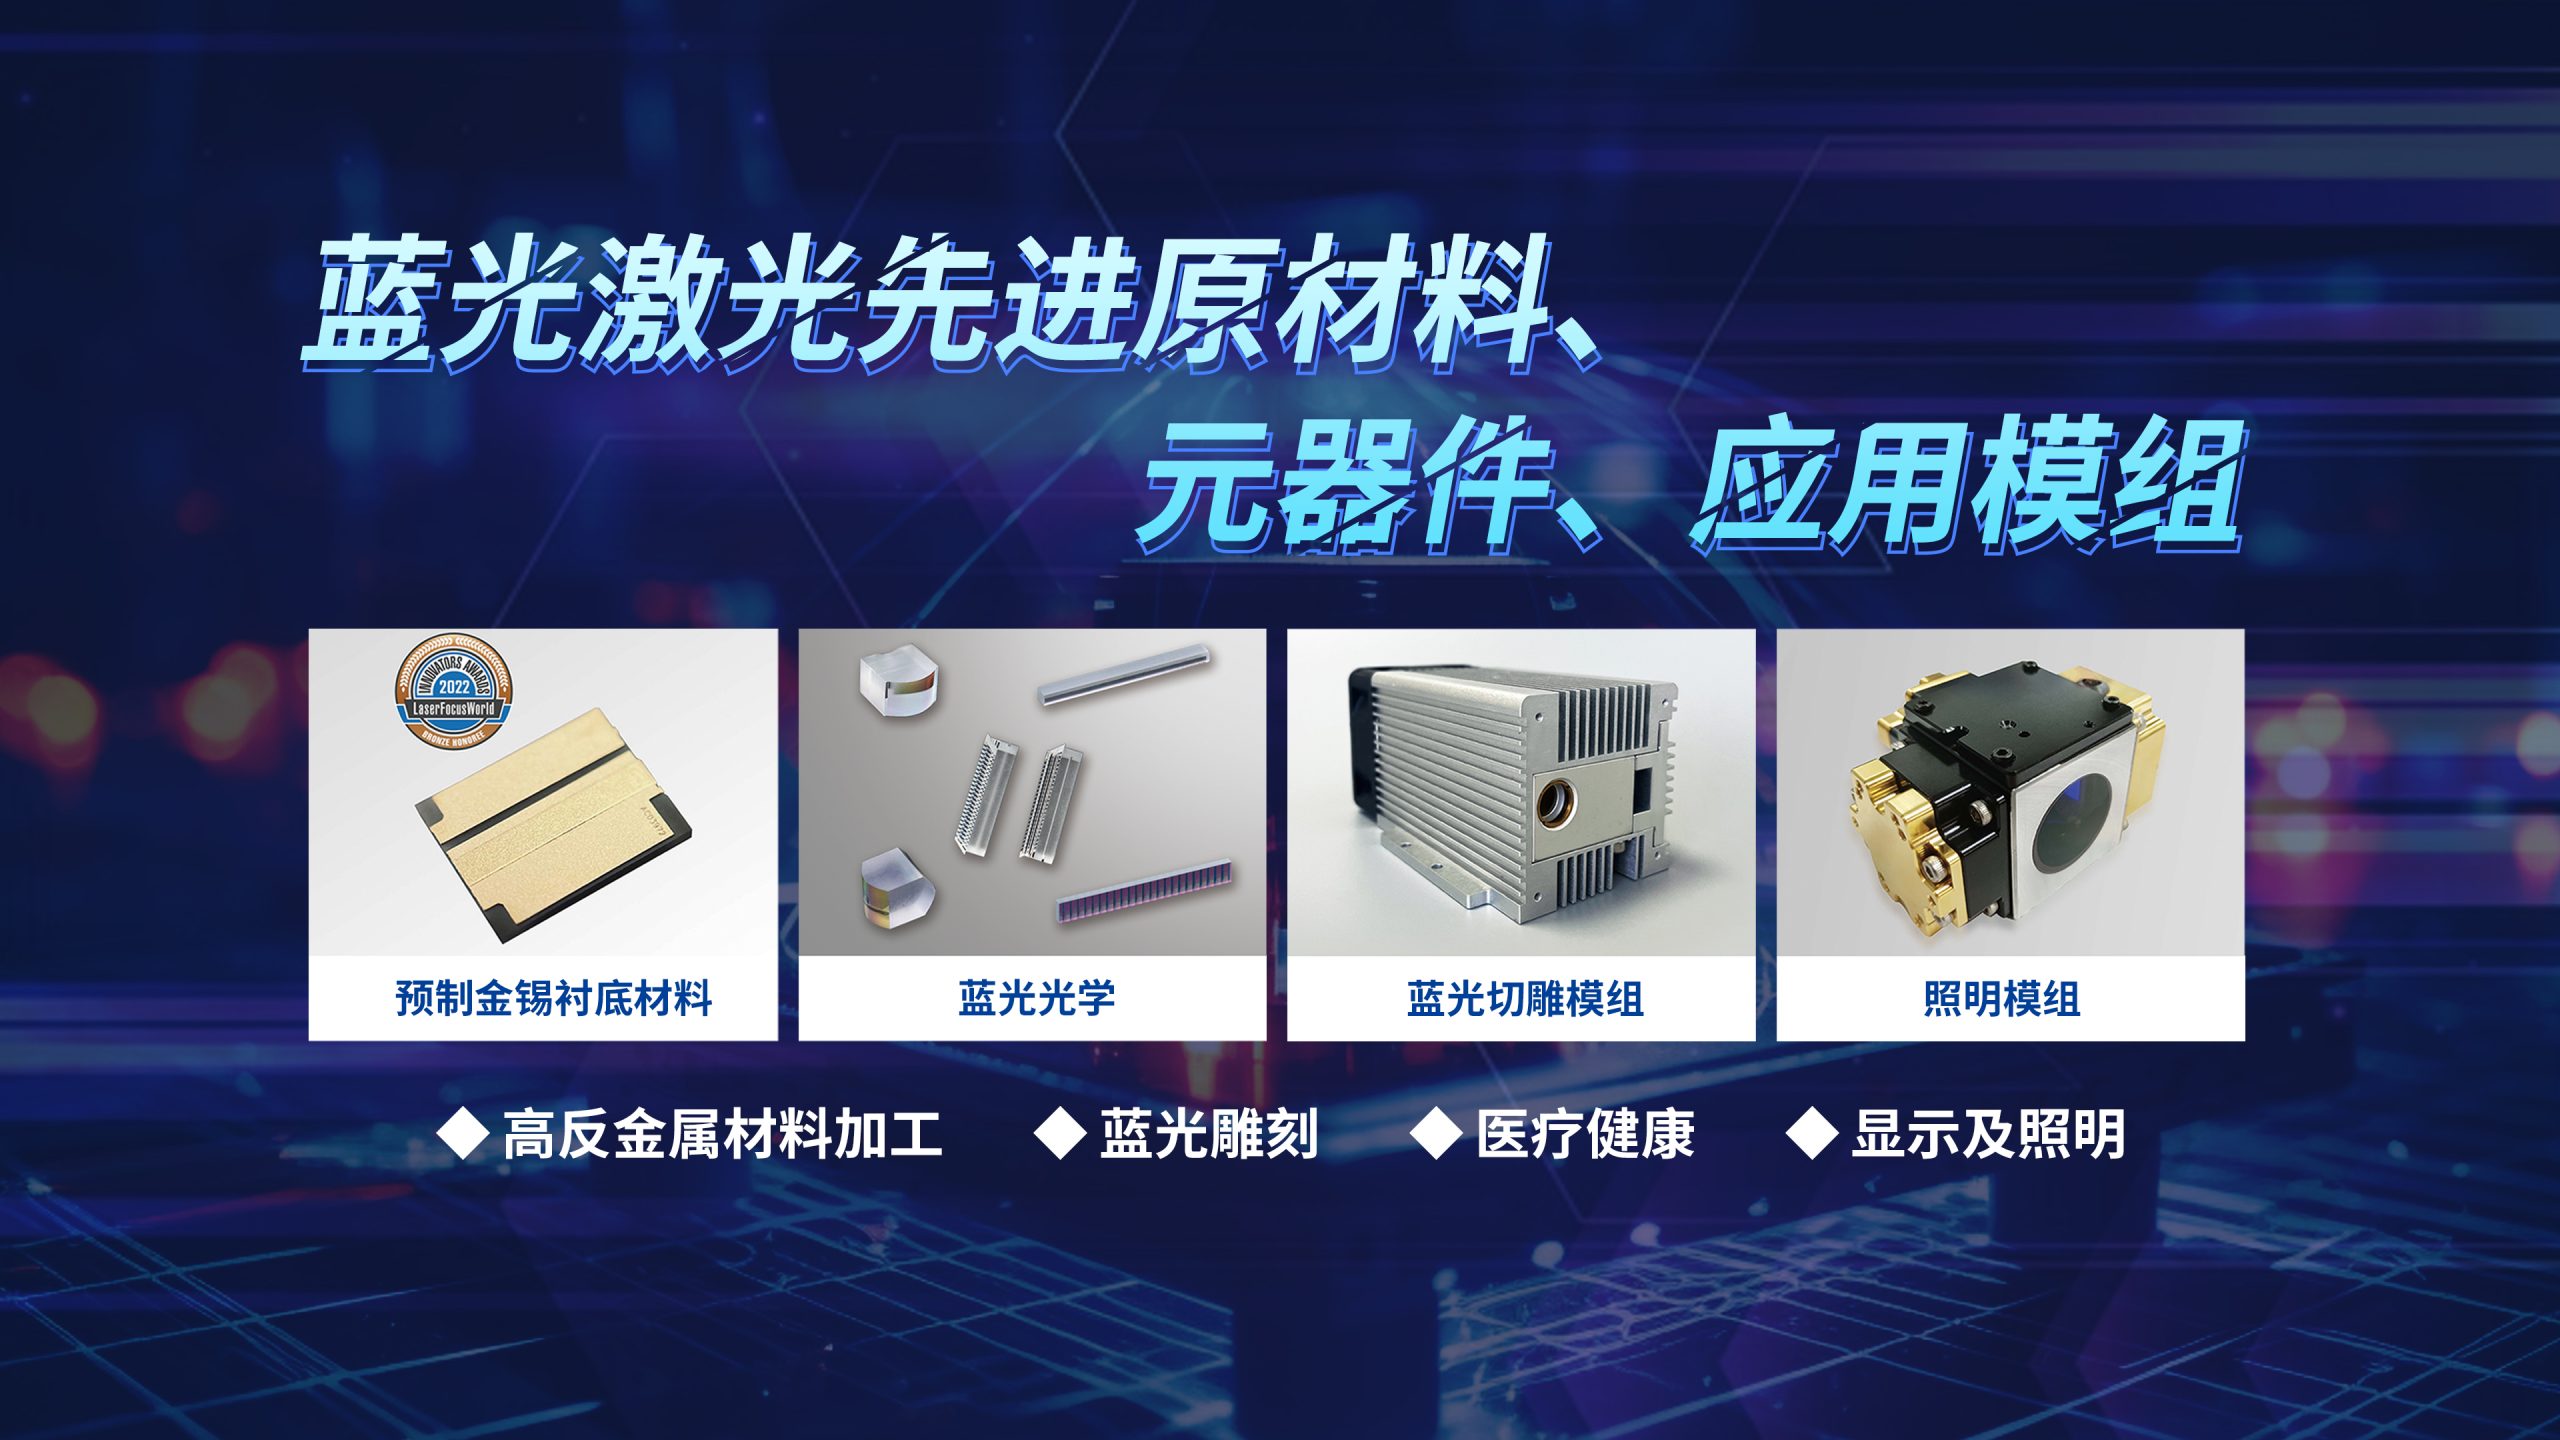 蓝光激光先进原材料、
元器件、应用模组
INNOVATORS AWARDS
2022
LaserFocusWorld
BRONZE HONOREE
预制金锡衬底材料
蓝光光学
蓝光切雕模组
照明模组
◆ 高反金属材料加工 ◆ 蓝光雕刻 ◆ 医疗健康 ◆ 显示及照明